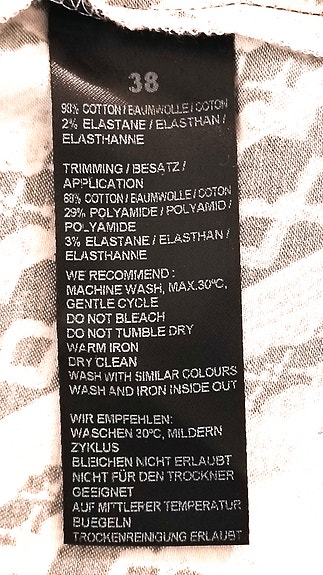 38
98% COTTON / BAUMWOLLE / COTON
2% ELASTANE / ELASTHAN /
ELASTHANNE
TRIMMING / BESATZ /
APPLICATION
68% COTTON / BAUMWOLLE / COTON
29% POLYAMIDE / POLYAMID /
POLYAMIDE
3% ELASTANE / ELASTHAN /
ELASTHANNE
WE RECOMMEND :
MACHINE WASH, MAX.30ºC,
GENTLE CYCLE
DO NOT BLEACH
DO NOT TUMBLE DRY
WARM IRON
DRY CLEAN
WASH WITH SIMILAR COLOURS
WASH AND IRON INSIDE OUT
WIR EMPFEHLEN:
WASCHEN 30ºC, MILDERN
ZYKLUS
BLEICHEN NICHT ERLAUBT
NICHT FÜR DEN TROCKNER
GEEIGNET
AUF MITTLEFER TEMPERATUR
BUEGELN
TROCKENREINIGUNG ERLAUBT